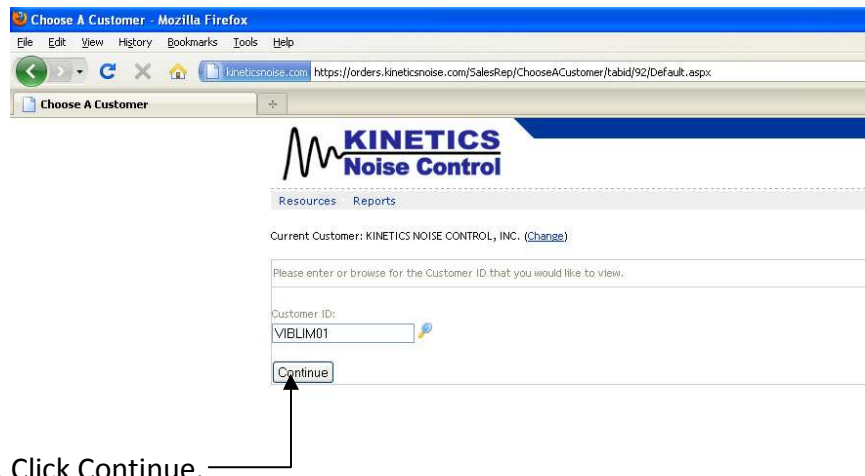 Choose A Customer - Mozilla Firefox
File Edit View History Bookmarks Tools Help
kineticsnoise.com https://orders.kineticsnoise.com/SalesRep/ChooseACustomer/tabid/92/Default.aspx
Choose A Customer
KINETICS
Noise Control
Resources Reports
Current Customer: KINETICS NOISE CONTROL, INC. (Change)
Please enter or browse for the Customer ID that you would like to view.
Customer ID:
VIBLIM01
Continue
. Click Continue.